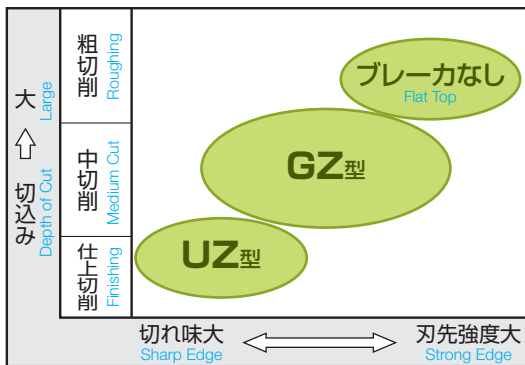 大
Large
切込み
Depth of Cut
粗切削
Roughing
中切削
Medium Cut
仕上切削
Finishing
ブレーカなし
Flat Top
GZ型
UZ型
切れ味大
Sharp Edge
刃先強度大
Strong Edge